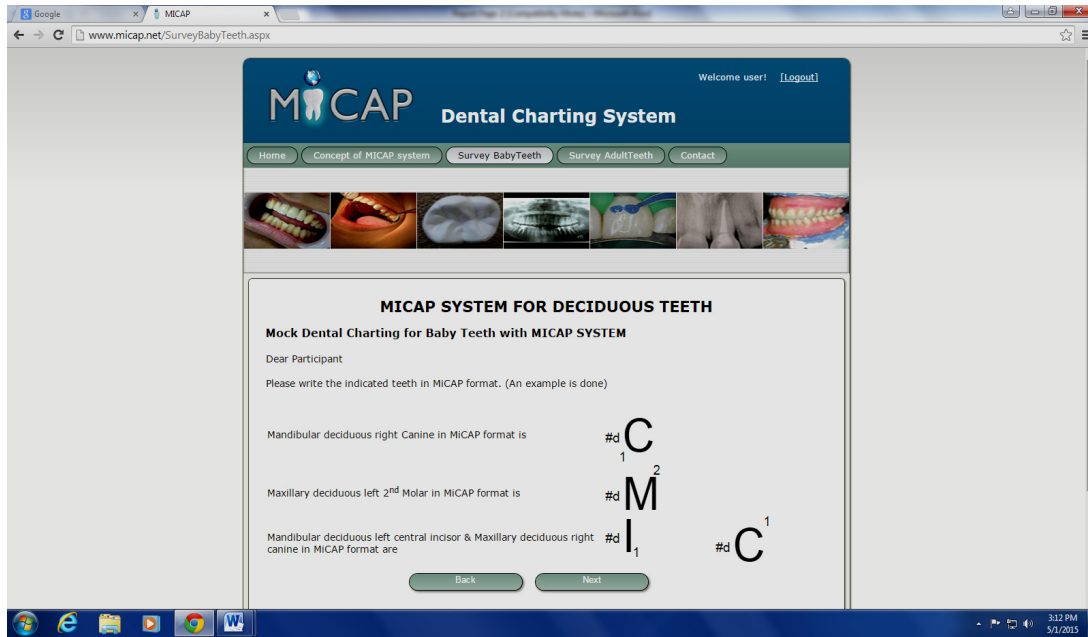 Google
MICAP
www.micap.net/SurveyBabyTeeth.aspx
Welcome user! [Logout]
MiCAP
Dental Charting System
Home
Concept of MICAP system
Survey BabyTeeth
Survey AdultTeeth
Contact
MICAP SYSTEM FOR DECIDUOUS TEETH
Mock Dental Charting for Baby Teeth with MICAP SYSTEM
Dear Participant
Please write the indicated teeth in MiCAP format. (An example is done)
Mandibular deciduous right Canine in MiCAP format is #d C 1
Maxillary deciduous left 2nd Molar in MiCAP format is #d M 2
Mandibular deciduous left central incisor & Maxillary deciduous right
canine in MiCAP format are
#d I 1 #d C 1
Back
Next
3:12 PM
5/1/2015